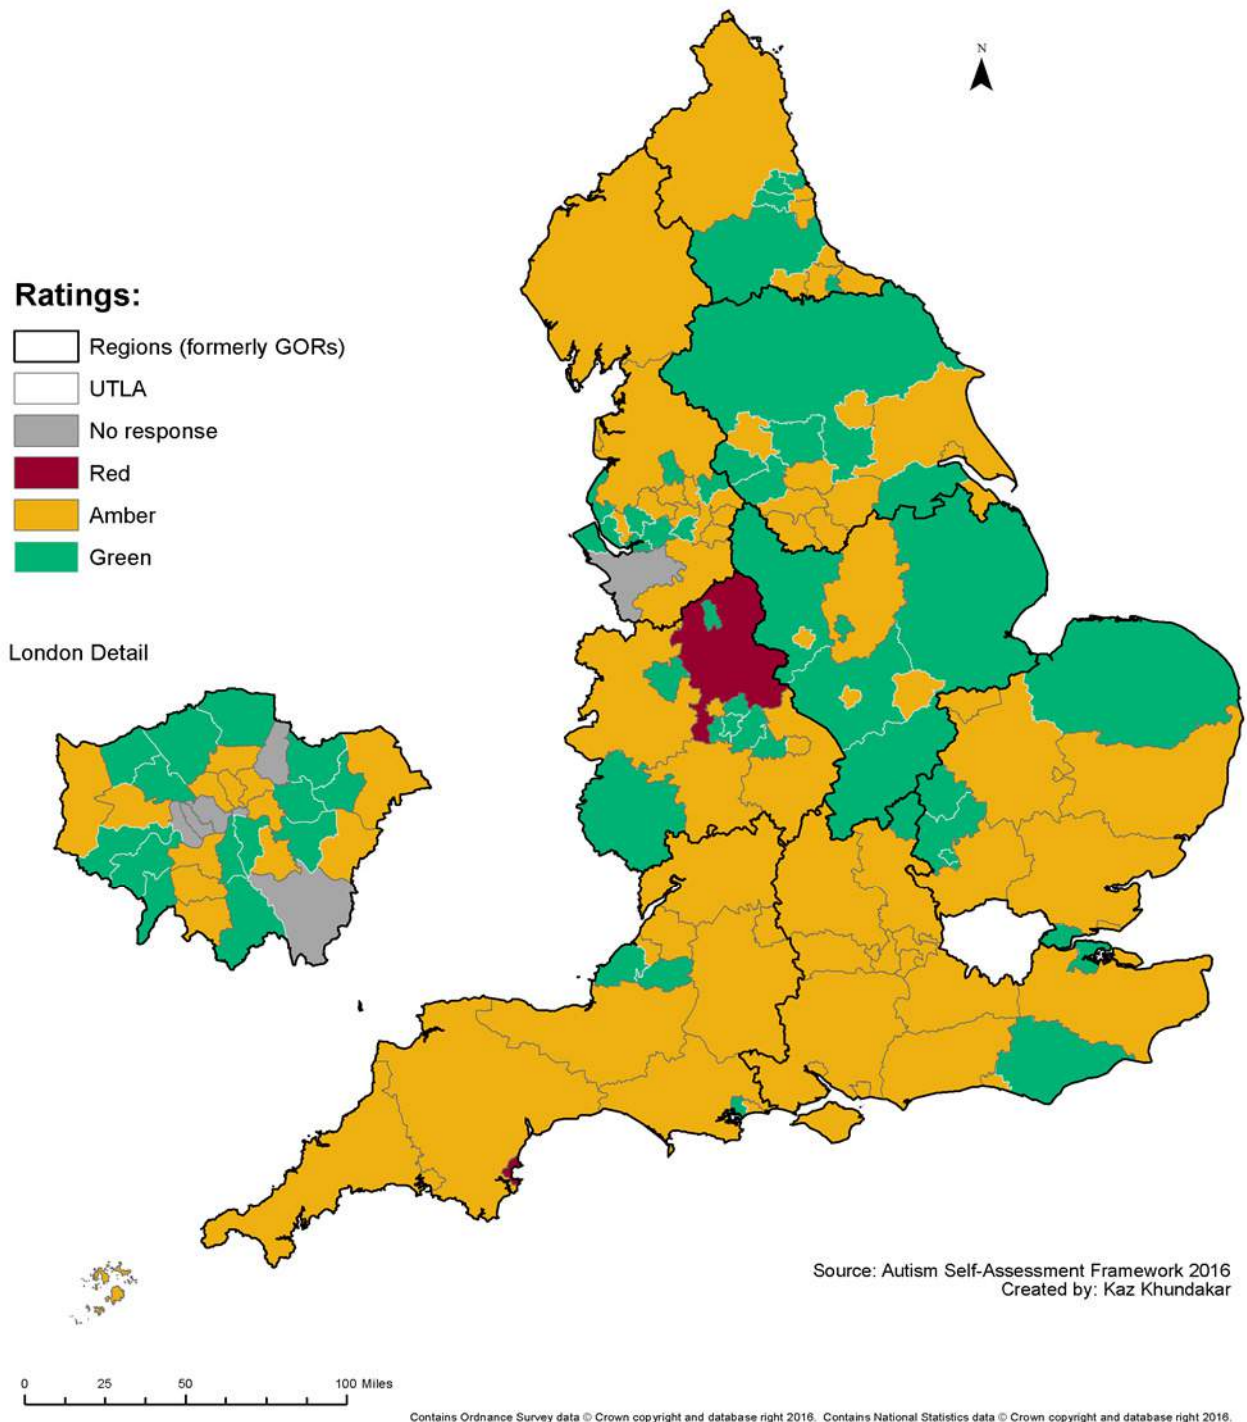 N
Ratings:
Regions (formerly GORs)
UTLA
No response
Red
Amber
Green
London Detail
Source: Autism Self-Assessment Framework 2016
Created by: Kaz Khundakar
0 25 50 100 Miles
Contains Ordnance Survey data © Crown copyright and database right 2016. Contains National Statistics data © Crown copyright and database right 2016.